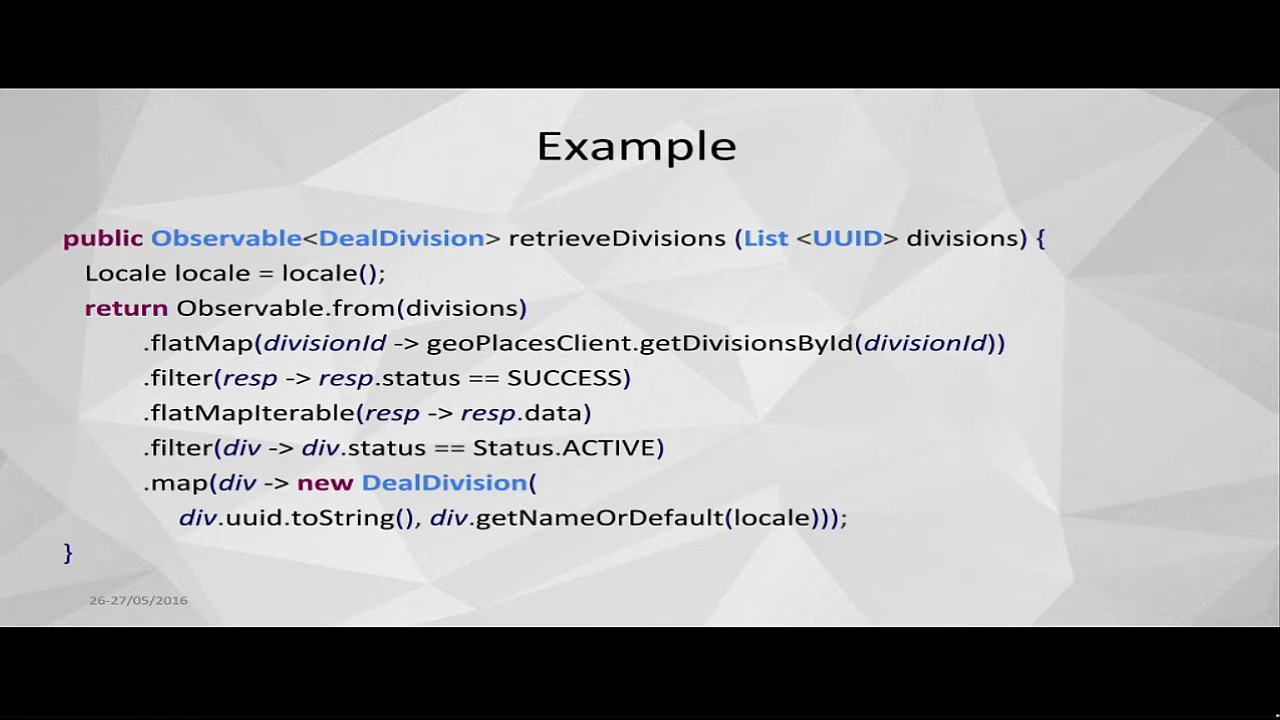 Example
public Observable<DealDivision> retrieveDivisions (List <UUID> divisions) {
Locale locale = locale();
return Observable.from(divisions)
.flatMap(divisionId -> geoPlacesClient.getDivisionsById(divisionId))
.filter(resp -> resp.status == SUCCESS)
.flatMapIterable(resp -> resp.data)
.filter(div -> div.status == Status.ACTIVE)
.map(div -> new DealDivision(
div.uuid.toString(), div.getNameOrDefault(locale)));
}
26-27/05/2016